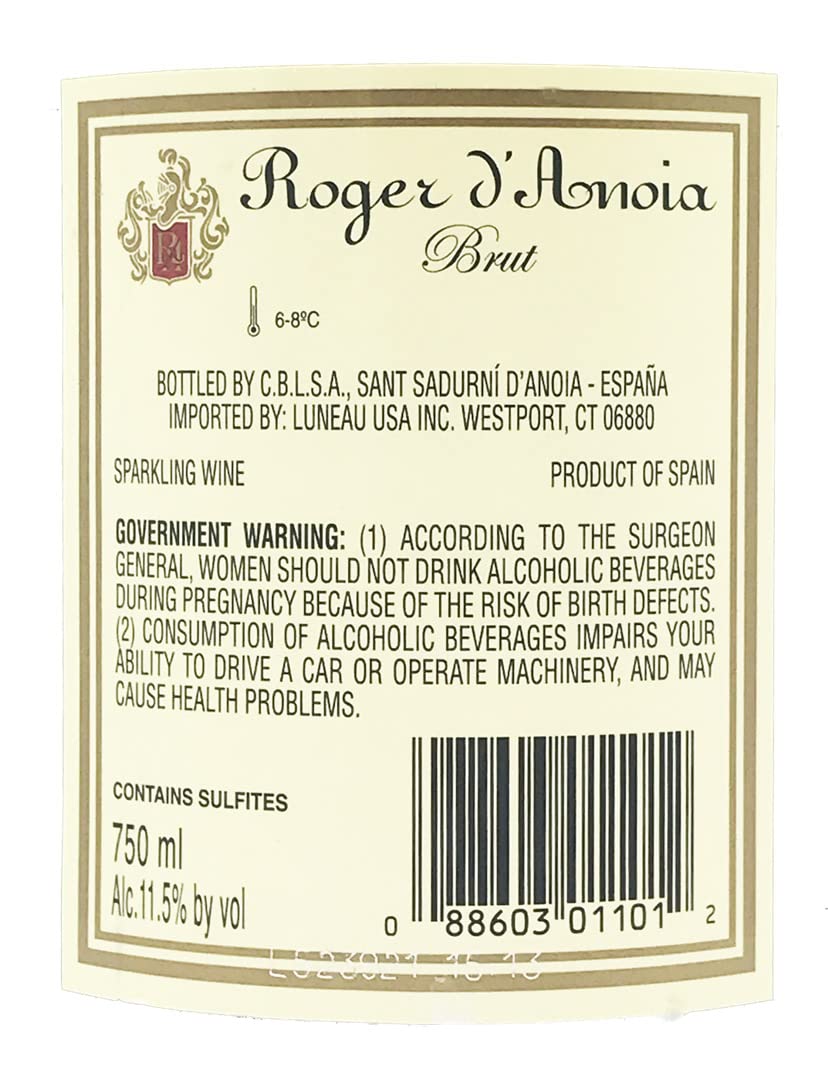 Roger d'Anoia
Brut
6-8ºC
BOTTLED BY C.B.L.S.A., SANT SADURNÍ D'ANOIA - ESPAÑA
IMPORTED BY: LUNEAU USA INC. WESTPORT, CT 06880
SPARKLING WINE PRODUCT OF SPAIN
GOVERNMENT WARNING: (1) ACCORDING TO THE SURGEON
GENERAL, WOMEN SHOULD NOT DRINK ALCOHOLIC BEVERAGES
DURING PREGNANCY BECAUSE OF THE RISK OF BIRTH DEFECTS.
(2) CONSUMPTION OF ALCOHOLIC BEVERAGES IMPAIRS YOUR
ABILITY TO DRIVE A CAR OR OPERATE MACHINERY, AND MAY
CAUSE HEALTH PROBLEMS.
CONTAINS SULFITES
750 ml
Alc.11.5% by vol
0 88603 01101 2